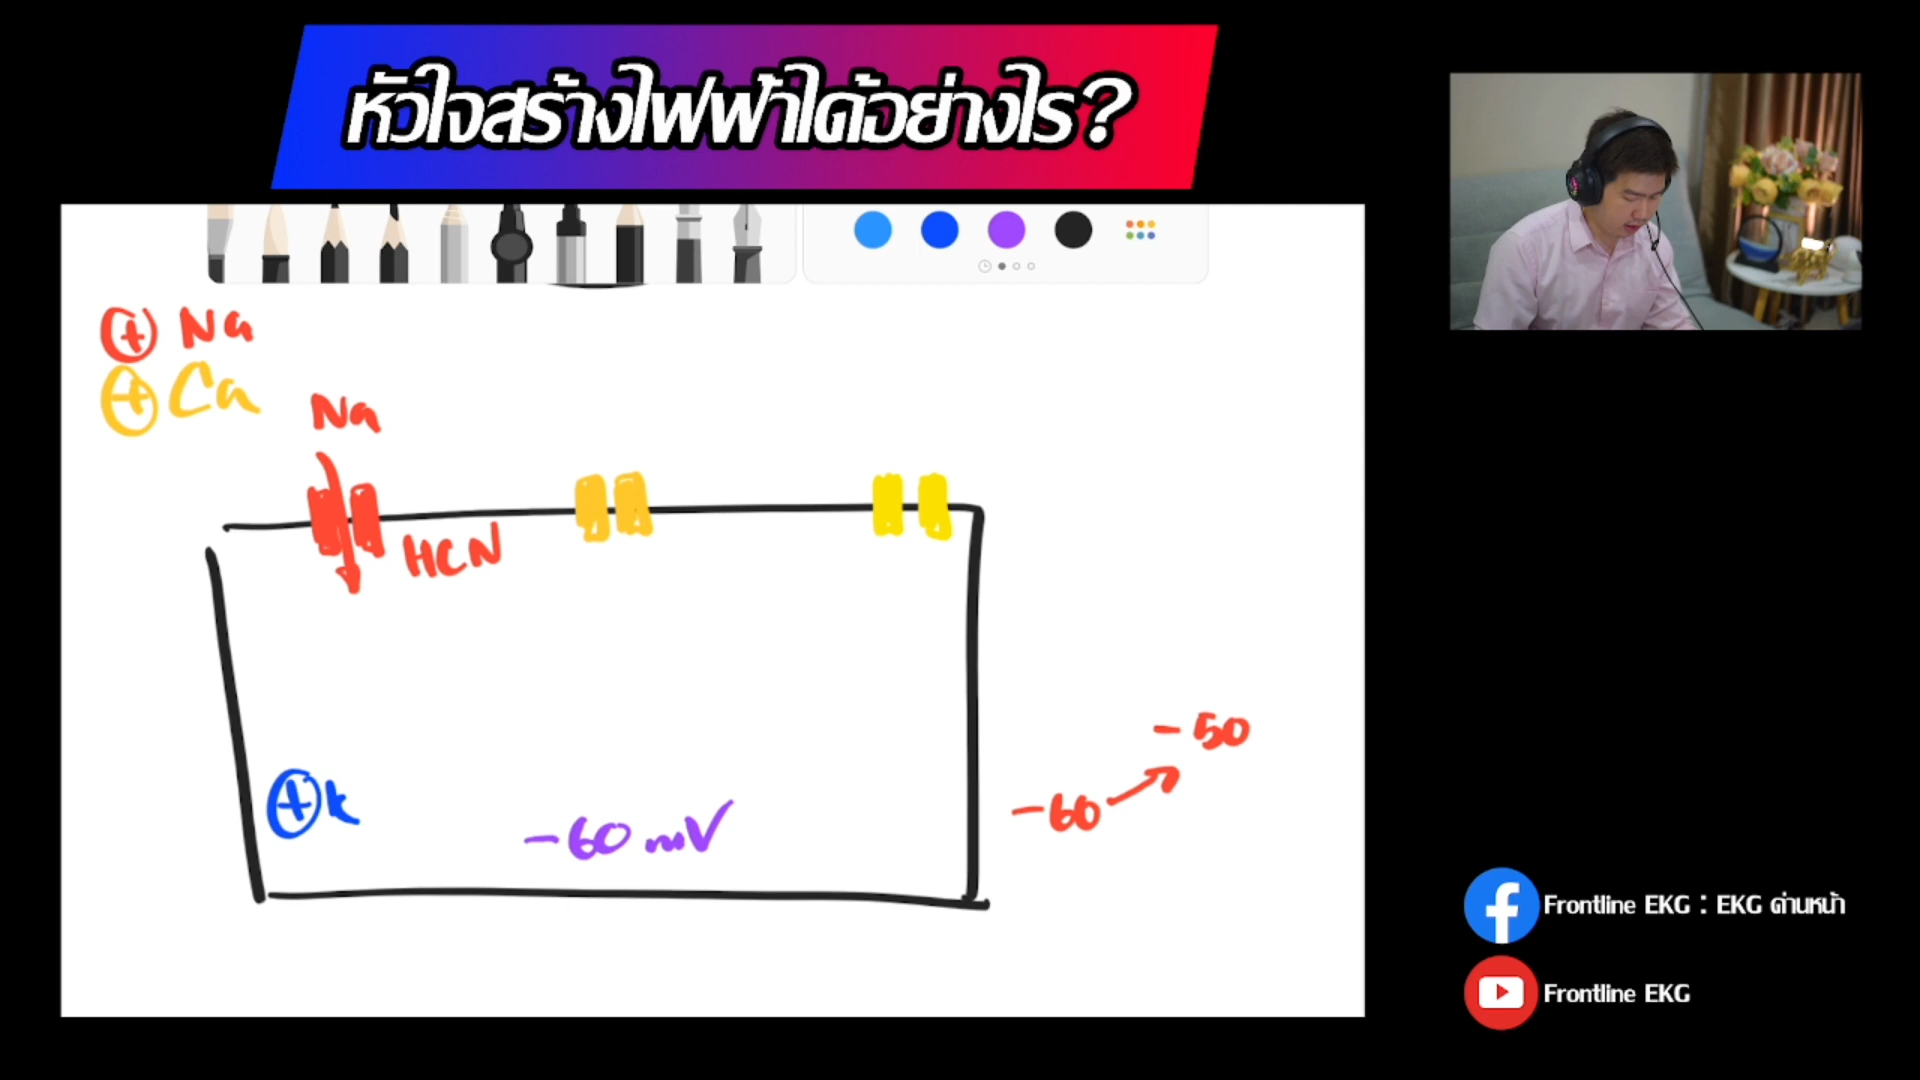 หัวใจสร้างไฟฟ้าได้อย่างไร?
+ Na
+ Ca
Na
HCN
+ k
-60 mV
-60
-50
Frontline EKG : EKG ด่านหน้า
Frontline EKG